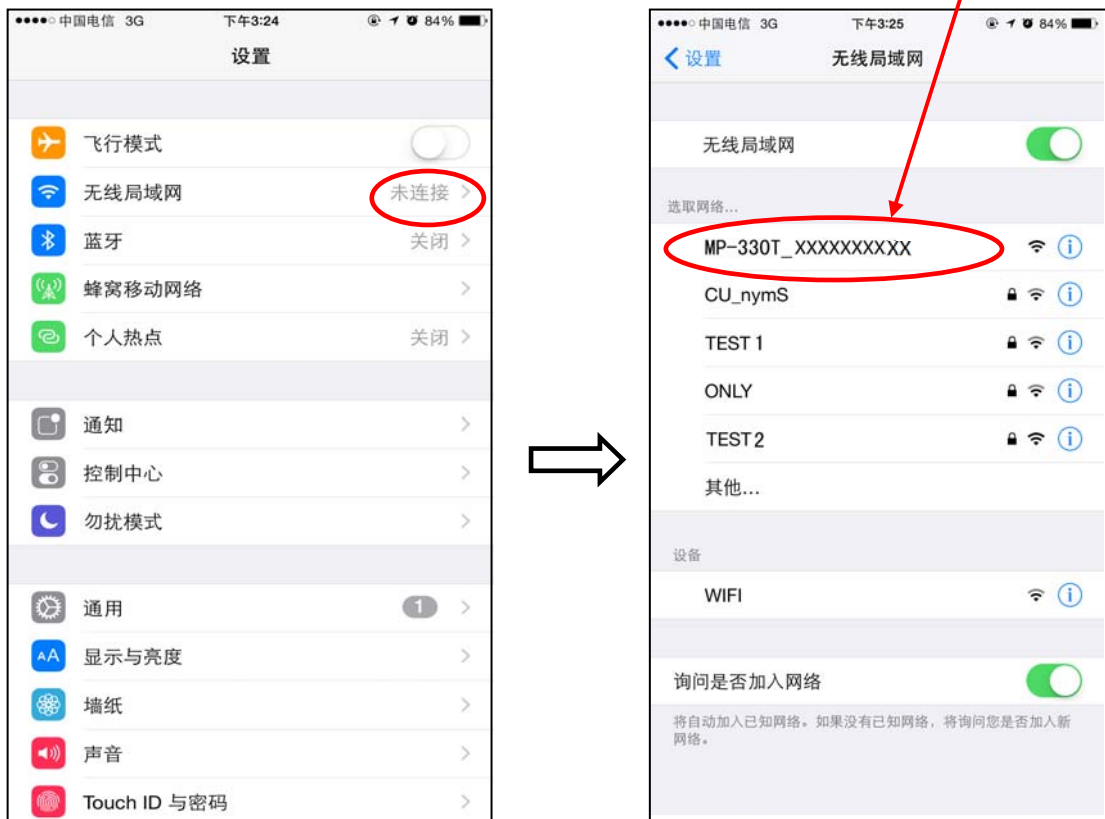 中国电信 3G 下午3:24 84%
设置
飞行模式
无线局域网 未连接
蓝牙 关闭
蜂窝移动网络
个人热点 关闭
通知
控制中心
勿扰模式
通用 1
AA 显示与亮度
墙纸
声音
Touch ID 与密码
中国电信 3G 下午3:25 84%
设置 无线局域网
无线局域网
选取网络...
MP-330T_XXXXXXXXXX
CU_nymS
TEST 1
ONLY
TEST 2
其他...
设备
WIFI
询问是否加入网络
将自动加入已知网络。如果没有已知网络，将询问您是否加入新
网络。